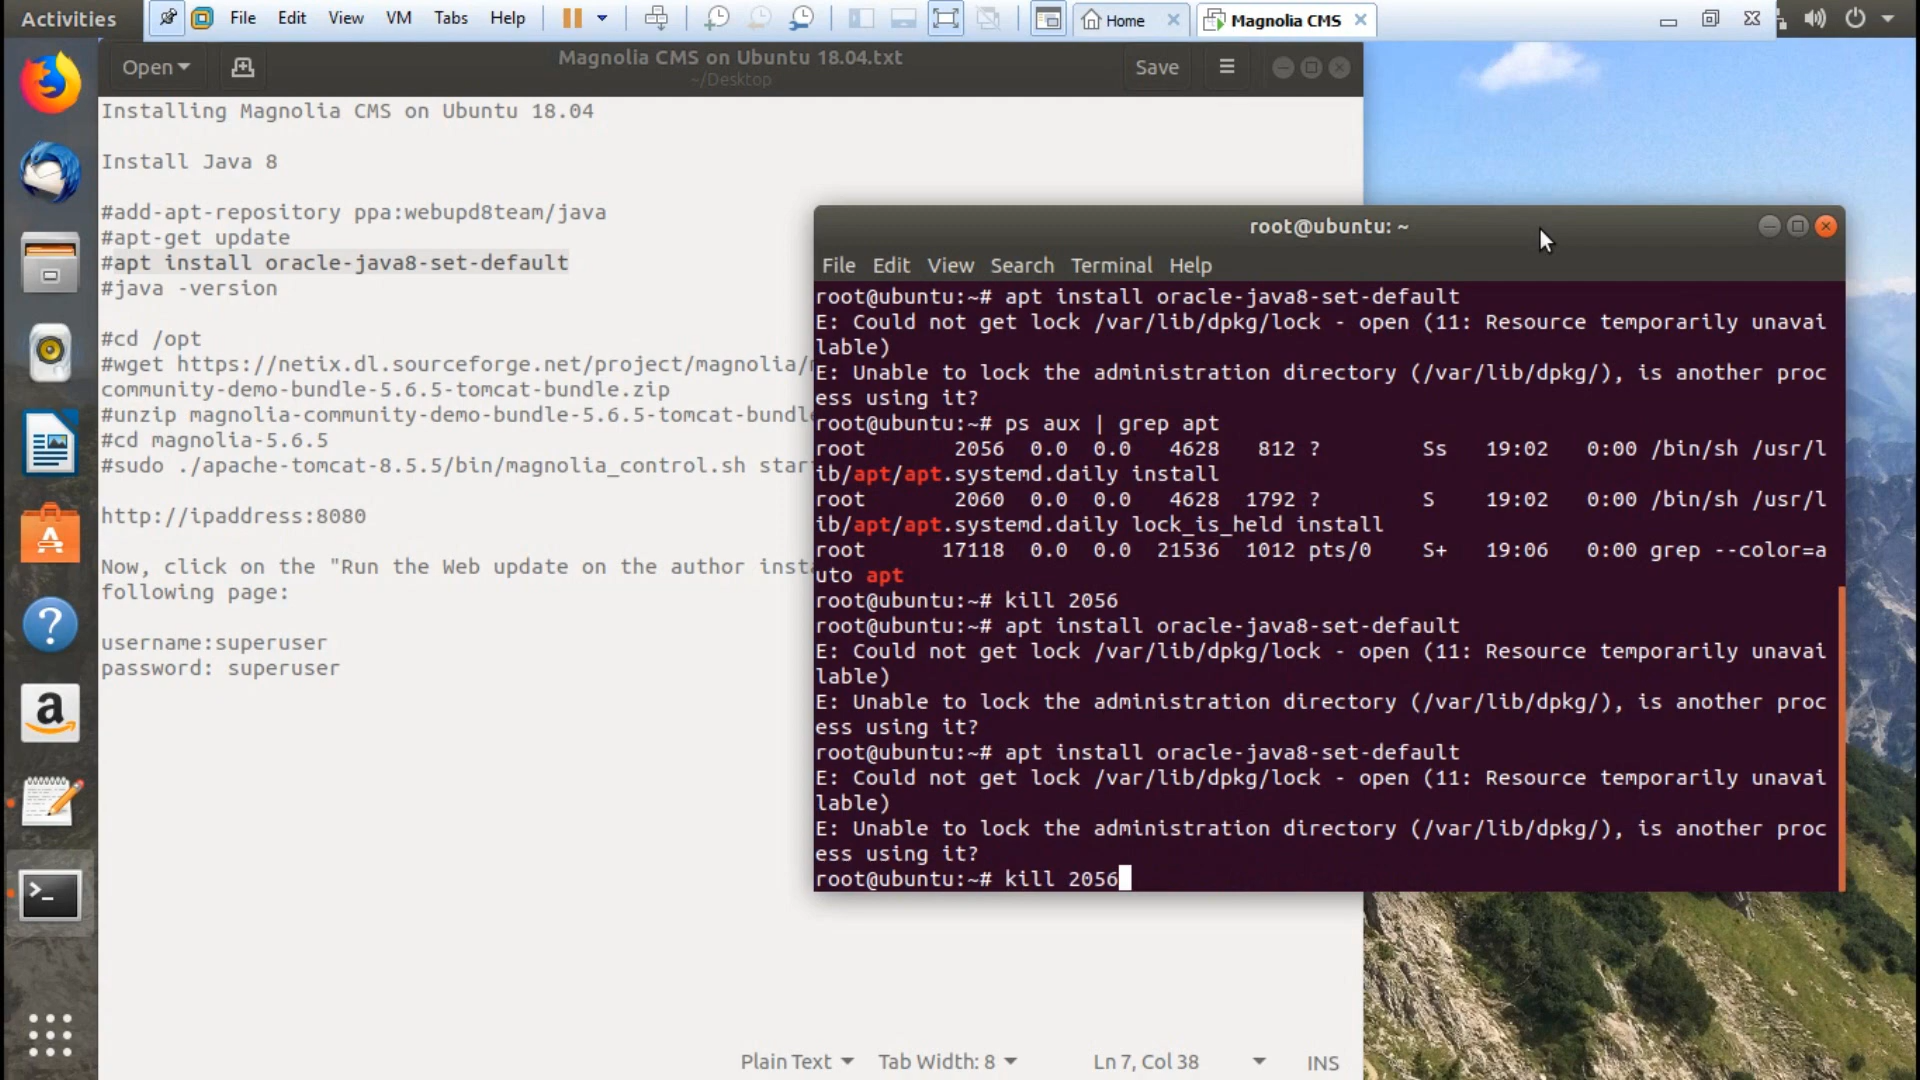 Activities
File Edit View VM Tabs Help
Home
Magnolia CMS
Open
Magnolia CMS on Ubuntu 18.04.txt
~/Desktop
Save
Installing Magnolia CMS on Ubuntu 18.04
Install Java 8
#add-apt-repository ppa:webupd8team/java
#apt-get update
#apt install oracle-java8-set-default
#java -version
#cd /opt
#wget https://netix.dl.sourceforge.net/project/magnolia/
community-demo-bundle-5.6.5-tomcat-bundle.zip
#unzip magnolia-community-demo-bundle-5.6.5-tomcat-bundl
#cd magnolia-5.6.5
#sudo ./apache-tomcat-8.5.5/bin/magnolia_control.sh star
http://ipaddress:8080
Now, click on the "Run the Web update on the author inst
following page:
username:superuser
password: superuser
Plain Text Tab Width: 8 Ln 7, Col 38 INS
root@ubuntu: ~
File Edit View Search Terminal Help
root@ubuntu:~# apt install oracle-java8-set-default
E: Could not get lock /var/lib/dpkg/lock - open (11: Resource temporarily unavai
lable)
E: Unable to lock the administration directory (/var/lib/dpkg/), is another proc
ess using it?
root@ubuntu:~# ps aux | grep apt
root 2056 0.0 0.0 4628 812 ? Ss 19:02 0:00 /bin/sh /usr/l
ib/apt/apt.systemd.daily install
root 2060 0.0 0.0 4628 1792 ? S 19:02 0:00 /bin/sh /usr/l
ib/apt/apt.systemd.daily lock_is_held install
root 17118 0.0 0.0 21536 1012 pts/0 S+ 19:06 0:00 grep --color=a
uto apt
root@ubuntu:~# kill 2056
root@ubuntu:~# apt install oracle-java8-set-default
E: Could not get lock /var/lib/dpkg/lock - open (11: Resource temporarily unavai
lable)
E: Unable to lock the administration directory (/var/lib/dpkg/), is another proc
ess using it?
root@ubuntu:~# apt install oracle-java8-set-default
E: Could not get lock /var/lib/dpkg/lock - open (11: Resource temporarily unavai
lable)
E: Unable to lock the administration directory (/var/lib/dpkg/), is another proc
ess using it?
root@ubuntu:~# kill 2056